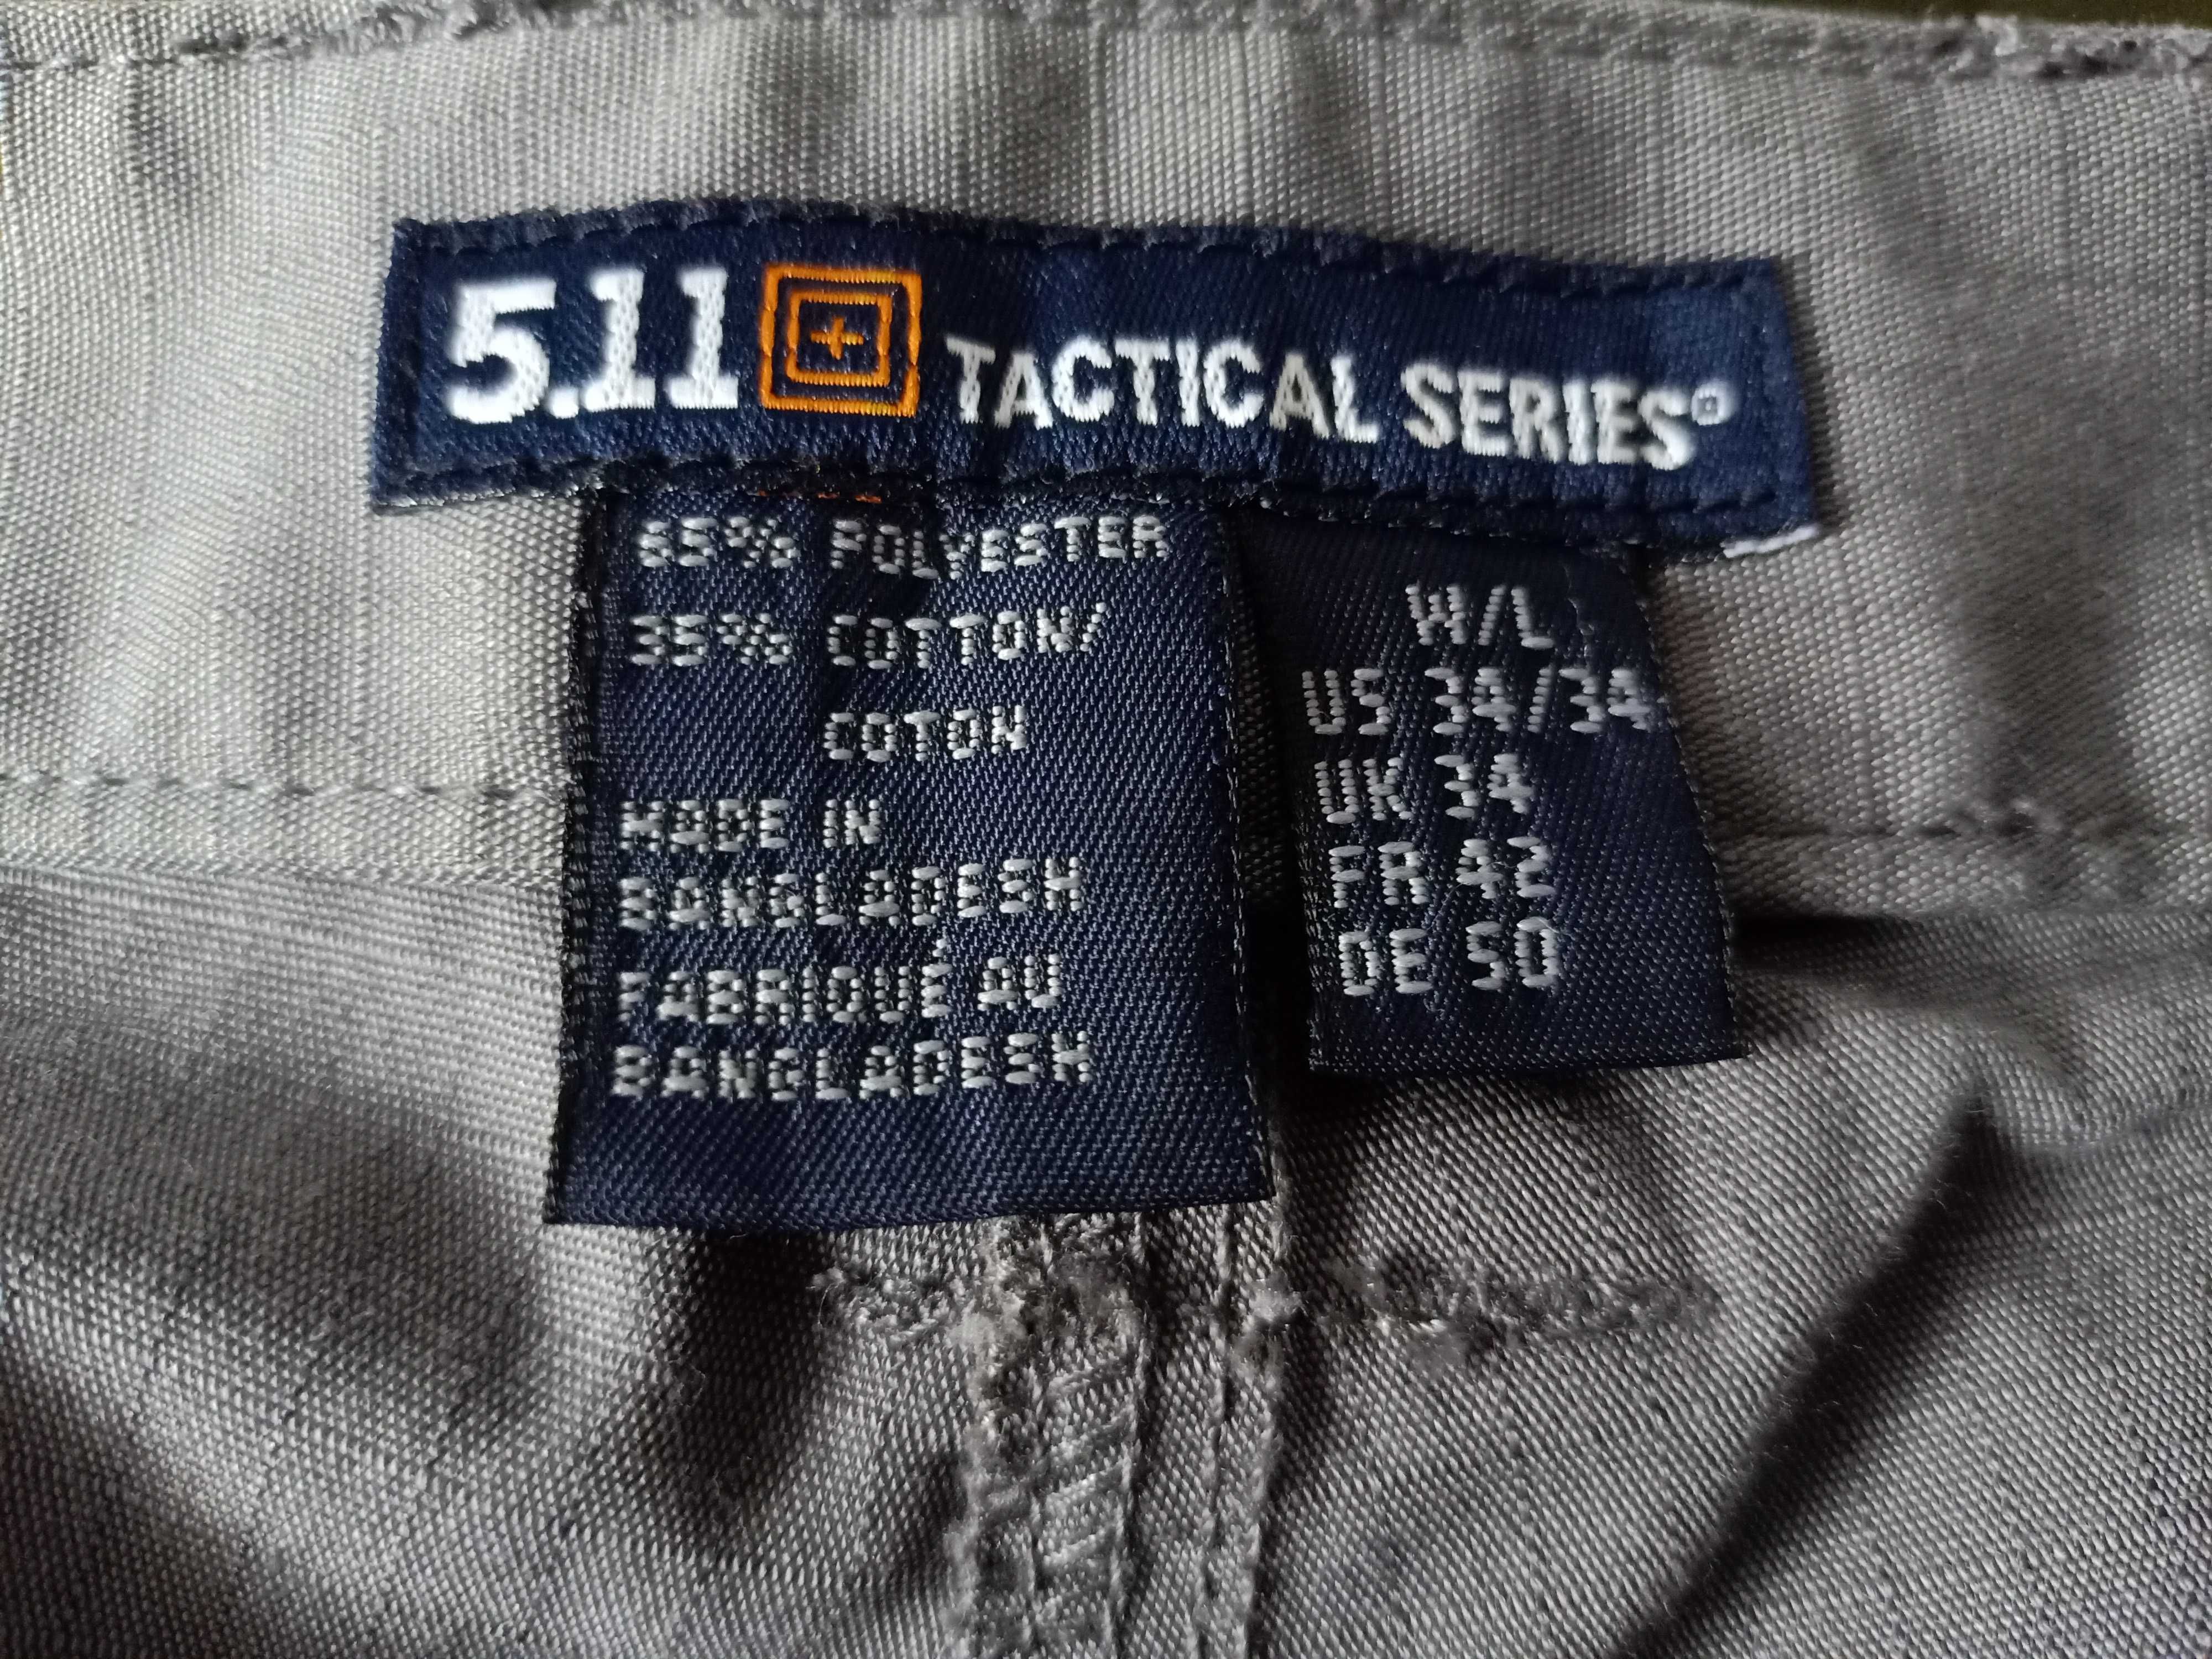 5.11 TACTICAL SERIES®
65% POLYESTER
35% COTTON/
COTON
MADE IN
BANGLADESH
FABRIQUÉ AU
BANGLADESH
W/L
US 34/34
UK 34
FR 42
DE 50